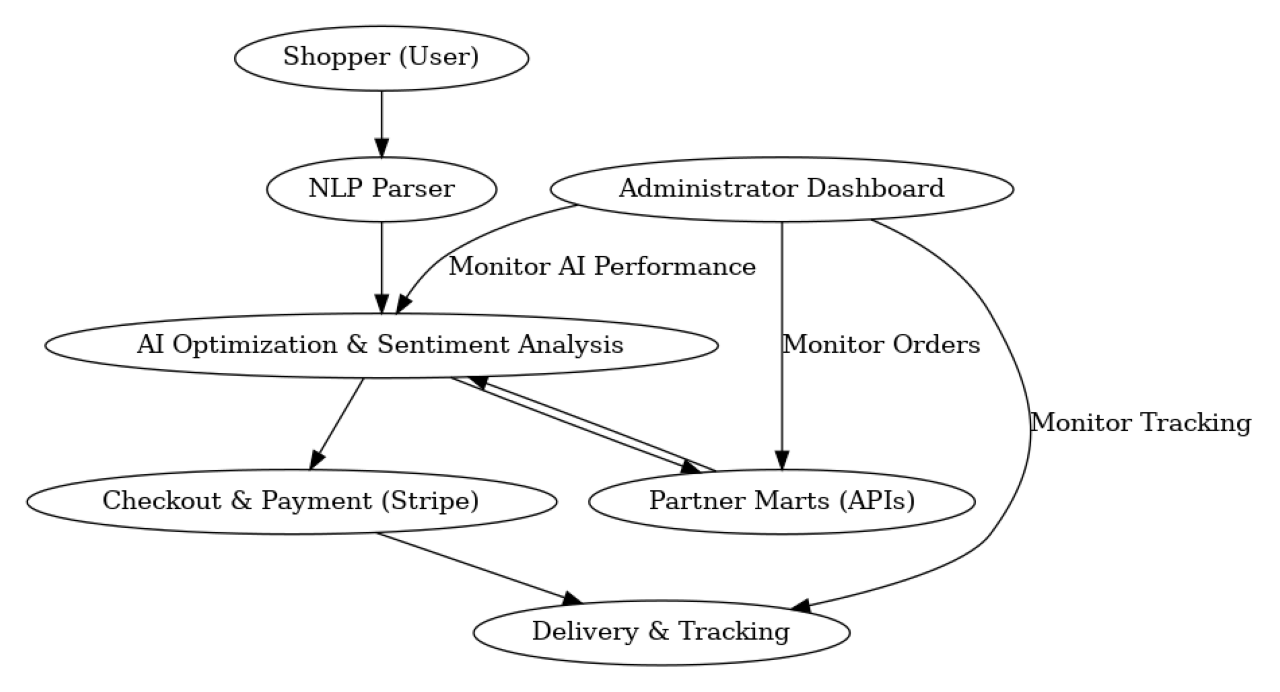 Shopper (User)
NLP Parser
Administrator Dashboard
Monitor AI Performance
AI Optimization & Sentiment Analysis
Monitor Orders
Monitor Tracking
Checkout & Payment (Stripe)
Partner Marts (APIs)
Delivery & Tracking